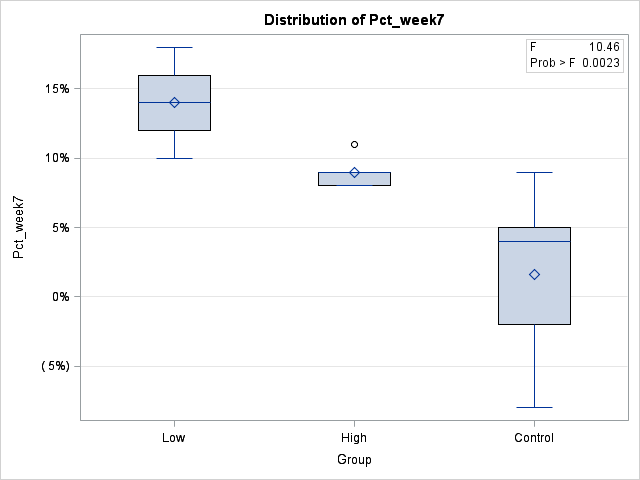 Distribution of Pct_week7
F 10.46
Prob > F 0.0023
15%
10%
5%
0%
( 5%)
Pct_week7
Low High Control
Group